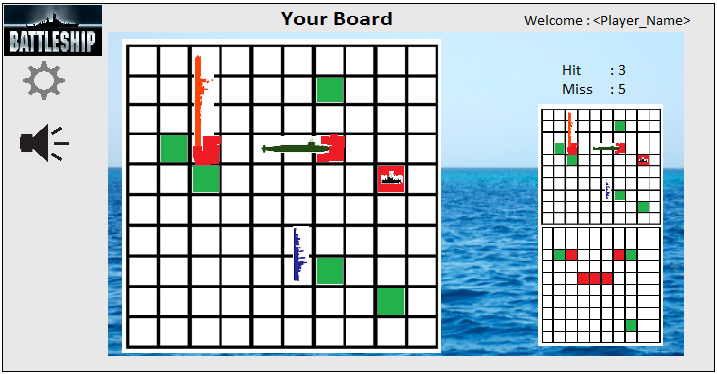 BATTLESHIP
Your Board
Welcome : <Player_Name>
Hit : 3
Miss : 5